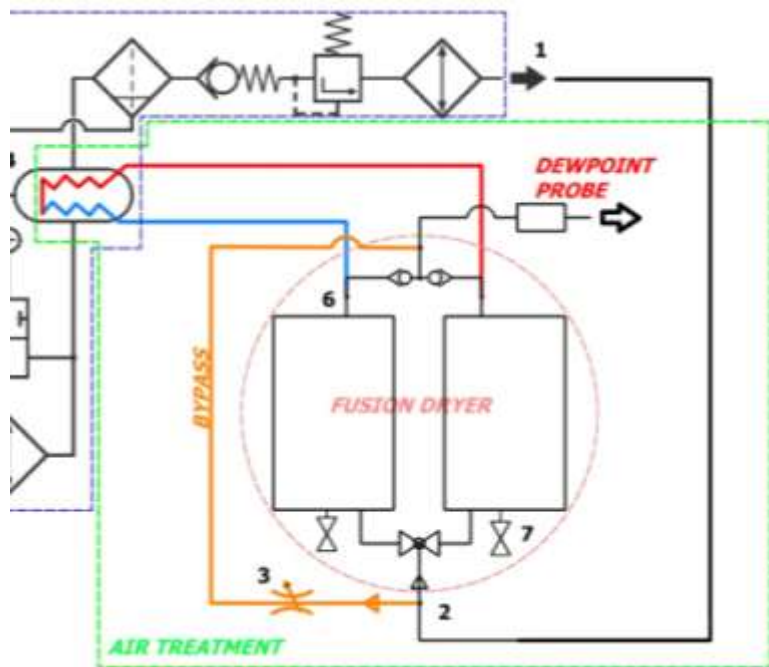 1
DEWPOINT
PROBE
6
BYPASS
FUSION DRYER
7
3
2
AIR TREATMENT